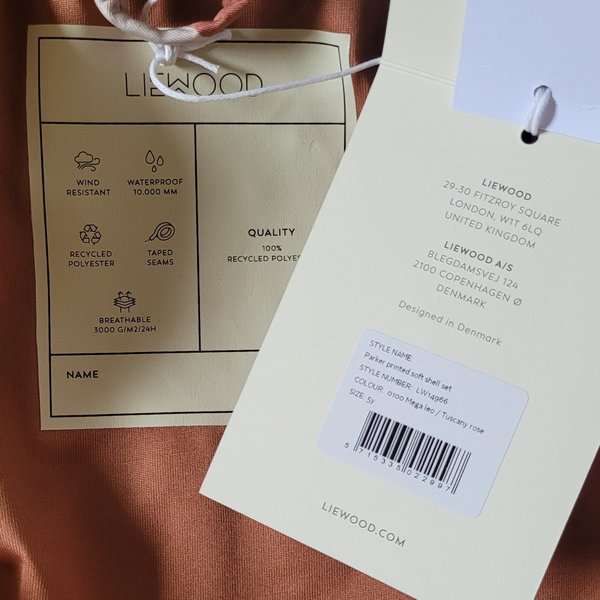 LIEWOOD
WIND
RESISTANT
WATERPROOF
10.000 MM
RECYCLED
POLYESTER
TAPED
SEAMS
BREATHABLE
3000 G/M2/24H
QUALITY
100%
RECYCLED
NAME
LIEWOOD
29-30 FITZROY SQUARE
LONDON, W1T 6LQ
UNITED KINGDOM
LIEWOOD A/S
BLEGDAMSVEJ 124
2100 COPENHAGEN Ø
DENMARK
Designed in Denmark
STYLE NAME:
Parker printed soft shell set
STYLE NUMBER: LW14966
COLOUR: 0100 Mega leo / Tuscany rose
SIZE: 5y
5 715335 022997
LIEWOOD.COM